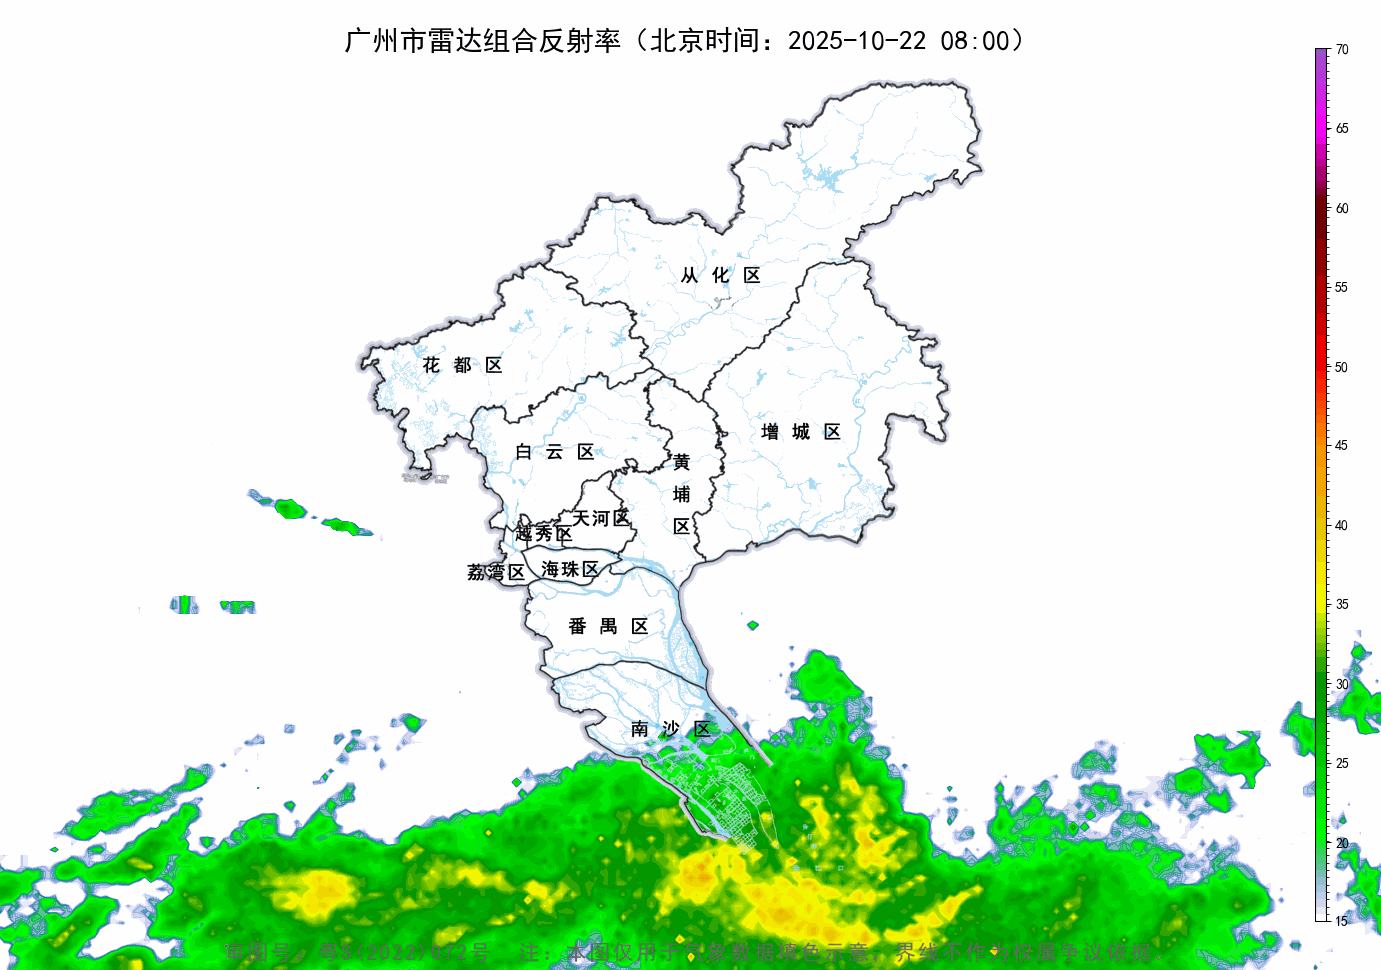 广州市雷达组合反射率（北京时间：2025-10-22 08:00）
70
65
60
55
50
45
40
35
30
25
20
15
从化区
花都区
增城区
白云区
黄埔区
天河区
越秀区
荔湾区
海珠区
番禺区
南沙区
审图号：粤S(2022)072号 注：本图仅用于气象数据填色示意，界线不作为权属争议依据。